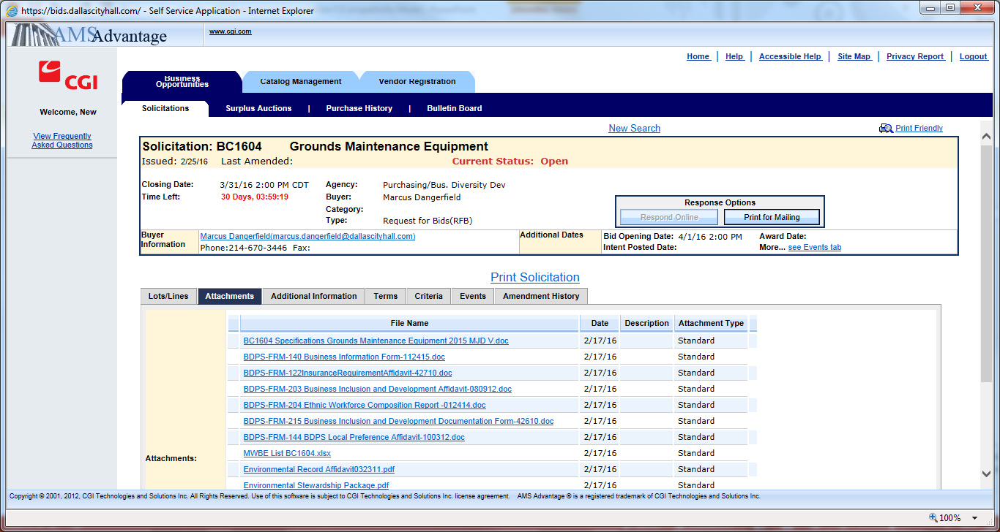 https://bids.dallascityhall.com/ - Self Service Application - Internet Explorer
AMS Advantage www.cgi.com
Home Help Accessible Help Site Map Privacy Report Logout
CGI
Welcome, New
View Frequently
Asked Questions
Business
Opportunities Catalog Management Vendor Registration
Solicitations Surplus Auctions | Purchase History | Bulletin Board
New Search Print Friendly
Solicitation: BC1604 Grounds Maintenance Equipment
Issued: 2/25/16 Last Amended: Current Status: Open
Closing Date: 3/31/16 2:00 PM CDT Agency: Purchasing/Bus. Diversity Dev
Time Left: 30 Days, 03:59:19 Buyer: Marcus Dangerfield
Category:
Type: Request for Bids(RFB)
Response Options
Respond Online Print for Mailing
Buyer
Information
Marcus Dangerfield(marcus.dangerfield@dallascityhall.com)
Phone:214-670-3446 Fax:
Additional Dates
Bid Opening Date: 4/1/16 2:00 PM Award Date:
Intent Posted Date: More... see Events tab
Print Solicitation
Lots/Lines Attachments Additional Information Terms Criteria Events Amendment History
File Name Date Description Attachment Type
BC1604 Specifications Grounds Maintenance Equipment 2015 MJD V.doc 2/17/16 Standard
BDPS-FRM-140 Business Information Form-112415.doc 2/17/16 Standard
BDPS-FRM-122InsuranceRequirementAffidavit-42710.doc 2/17/16 Standard
BDPS-FRM-203 Business Inclusion and Development Affidavit-080912.doc 2/17/16 Standard
BDPS-FRM-204 Ethnic Workforce Composition Report -012414.doc 2/17/16 Standard
BDPS-FRM-215 Business Inclusion and Development Documentation Form-42610.doc 2/17/16 Standard
BDPS-FRM-144 BDPS Local Preference Affidavit-100312.doc 2/17/16 Standard
Attachments:
MWBE List BC1604.xlsx 2/17/16 Standard
Environmental Record Affidavit032311.pdf 2/17/16 Standard
Environmental Stewardship Package.pdf 2/17/16 Standard
Copyright © 2001, 2012, CGI Technologies and Solutions Inc. All Rights Reserved. Use of this software is subject to CGI Technologies and Solutions Inc. license agreement. AMS Advantage ® is a registered trademark of CGI Technologies and Solutions Inc.
100%